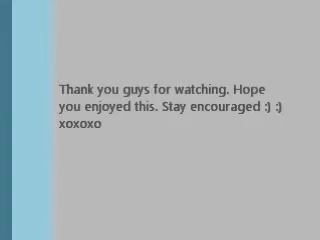 Thank you guys for watching. Hope
you enjoyed this. Stay encouraged :) :)
xoxoxo